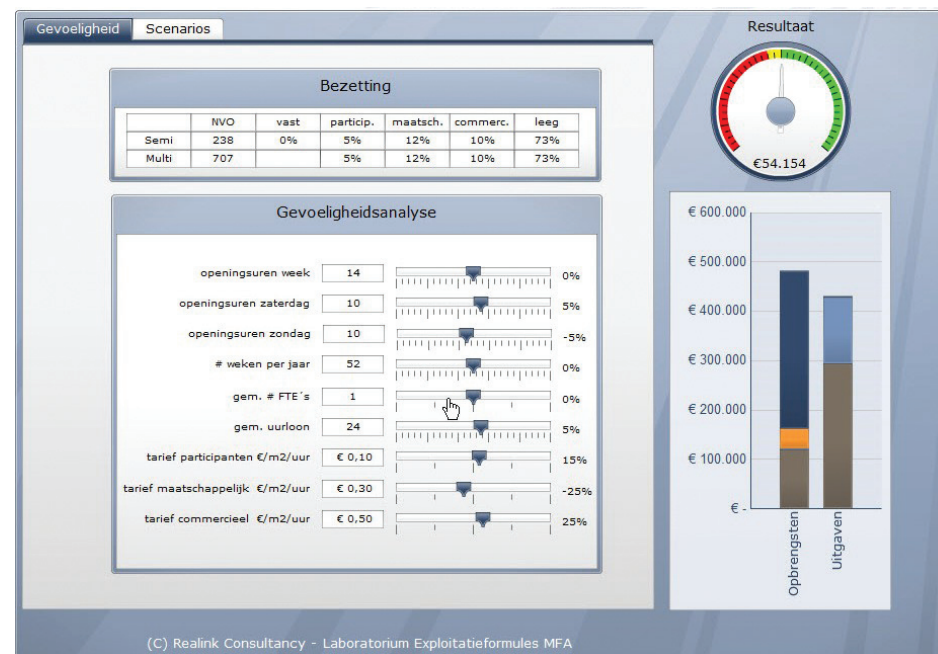 Gevoeligheid Scenarios
Resultaat
€54.154
Bezetting
NVO vast particip. maatsch. commerc. leeg
Semi 238 0% 5% 12% 10% 73%
Multi 707 5% 12% 10% 73%
Gevoeligheidsanalyse
openingsuren week 14 0%
openingsuren zaterdag 10 5%
openingsuren zondag 10 -5%
# weken per jaar 52 0%
gem. # FTE´s 1 0%
gem. uurloon 24 5%
tarief participanten €/m2/uur € 0,10 15%
tarief maatschappelijk €/m2/uur € 0,30 -25%
tarief commercieel €/m2/uur € 0,50 25%
€ 600.000
€ 500.000
€ 400.000
€ 300.000
€ 200.000
€ 100.000
€ -
Opbrengsten
Uitgaven
(C) Realink Consultancy - Laboratorium Exploitatieformules MFA